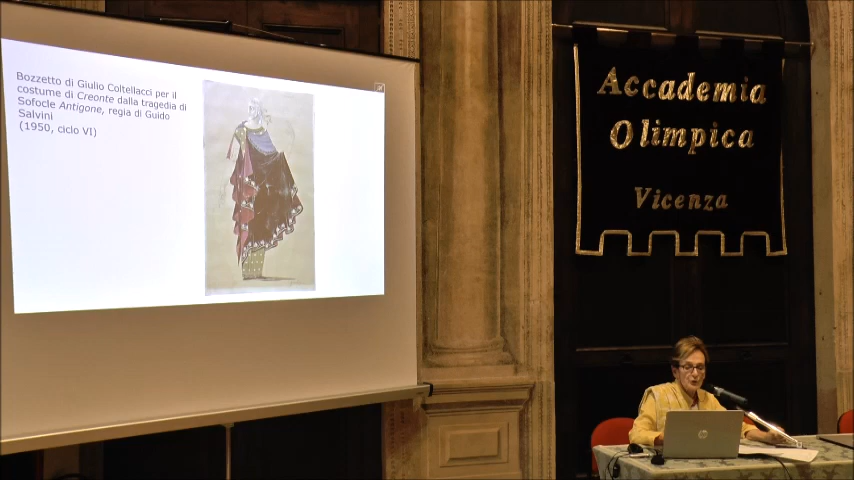 Bozzetto di Giulio Coltellacci per il
costume di Creonte dalla tragedia di
Sofocle Antigone, regia di Guido
Salvini
(1950, ciclo VI)
Accademia
Olimpica
Vicenza